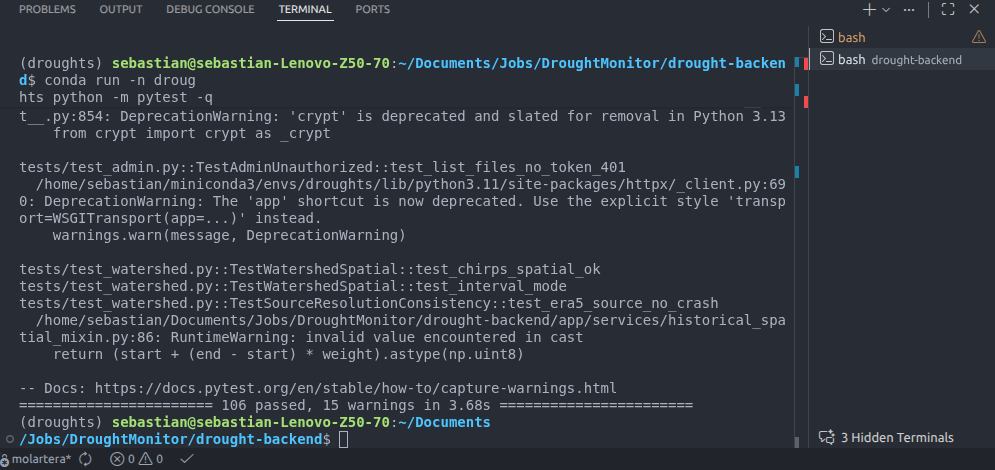 PROBLEMS OUTPUT DEBUG CONSOLE TERMINAL PORTS
bash
bash drought-backend
(droughts) sebastian@sebastian-Lenovo-Z50-70:~/Documents/Jobs/DroughtMonitor/drought-backen
d$ conda run -n droug
hts python -m pytest -q
t__.py:854: DeprecationWarning: 'crypt' is deprecated and slated for removal in Python 3.13
from crypt import crypt as _crypt
tests/test_admin.py::TestAdminUnauthorized::test_list_files_no_token_401
/home/sebastian/miniconda3/envs/droughts/lib/python3.11/site-packages/httpx/_client.py:69
0: DeprecationWarning: The 'app' shortcut is now deprecated. Use the explicit style 'transp
ort=WSGITransport(app=...)' instead.
warnings.warn(message, DeprecationWarning)
tests/test_watershed.py::TestWatershedSpatial::test_chirps_spatial_ok
tests/test_watershed.py::TestWatershedSpatial::test_interval_mode
tests/test_watershed.py::TestSourceResolutionConsistency::test_era5_source_no_crash
/home/sebastian/Documents/Jobs/DroughtMonitor/drought-backend/app/services/historical_spa
tial_mixin.py:86: RuntimeWarning: invalid value encountered in cast
return (start + (end - start) * weight).astype(np.uint8)
-- Docs: https://docs.pytest.org/en/stable/how-to/capture-warnings.html
======================= 106 passed, 15 warnings in 3.68s =======================
(droughts) sebastian@sebastian-Lenovo-Z50-70:~/Documents
/Jobs/DroughtMonitor/drought-backend$
3 Hidden Terminals
molartera* 0 0